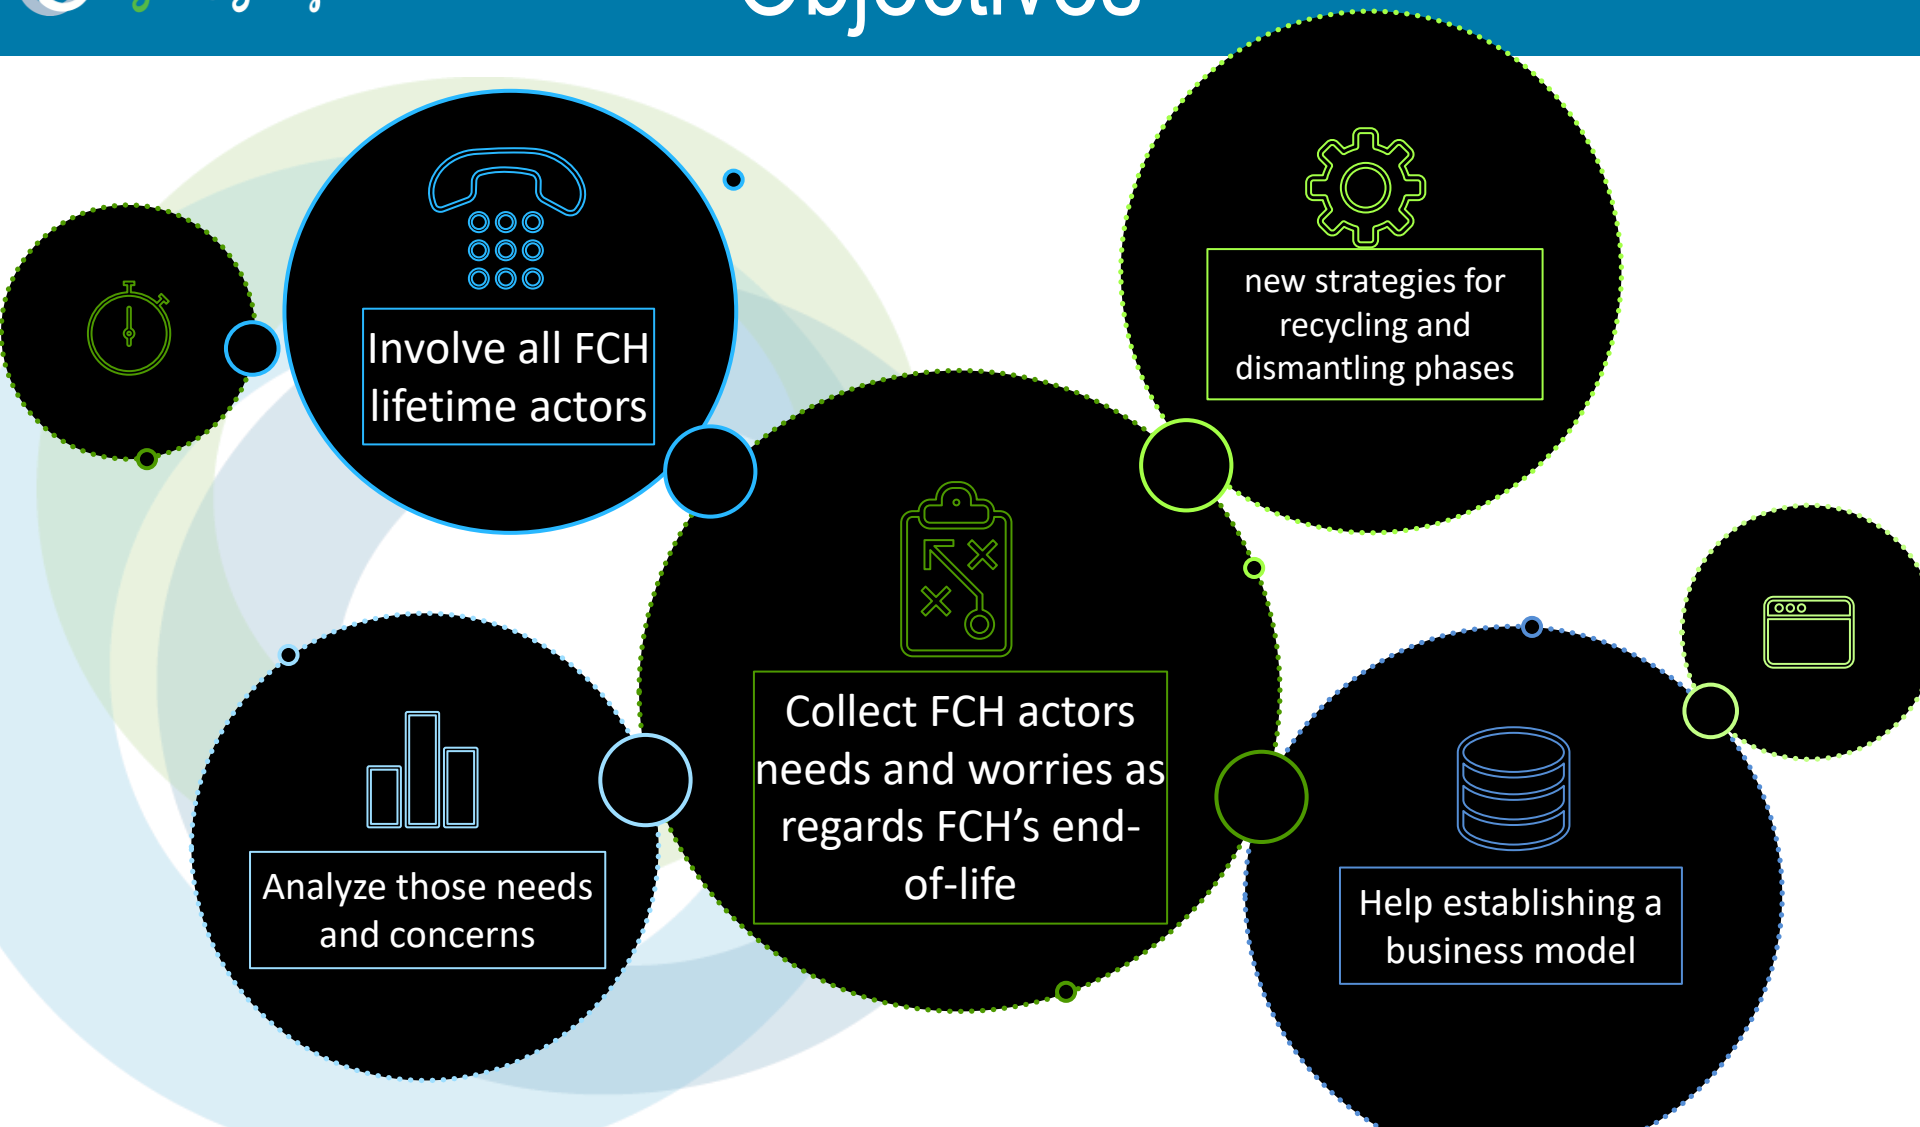 Objectives
Involve all FCH
lifetime actors
new strategies for
recycling and
dismantling phases
Collect FCH actors
needs and worries as
regards FCH’s end-
of-life
Analyze those needs
and concerns
Help establishing a
business model